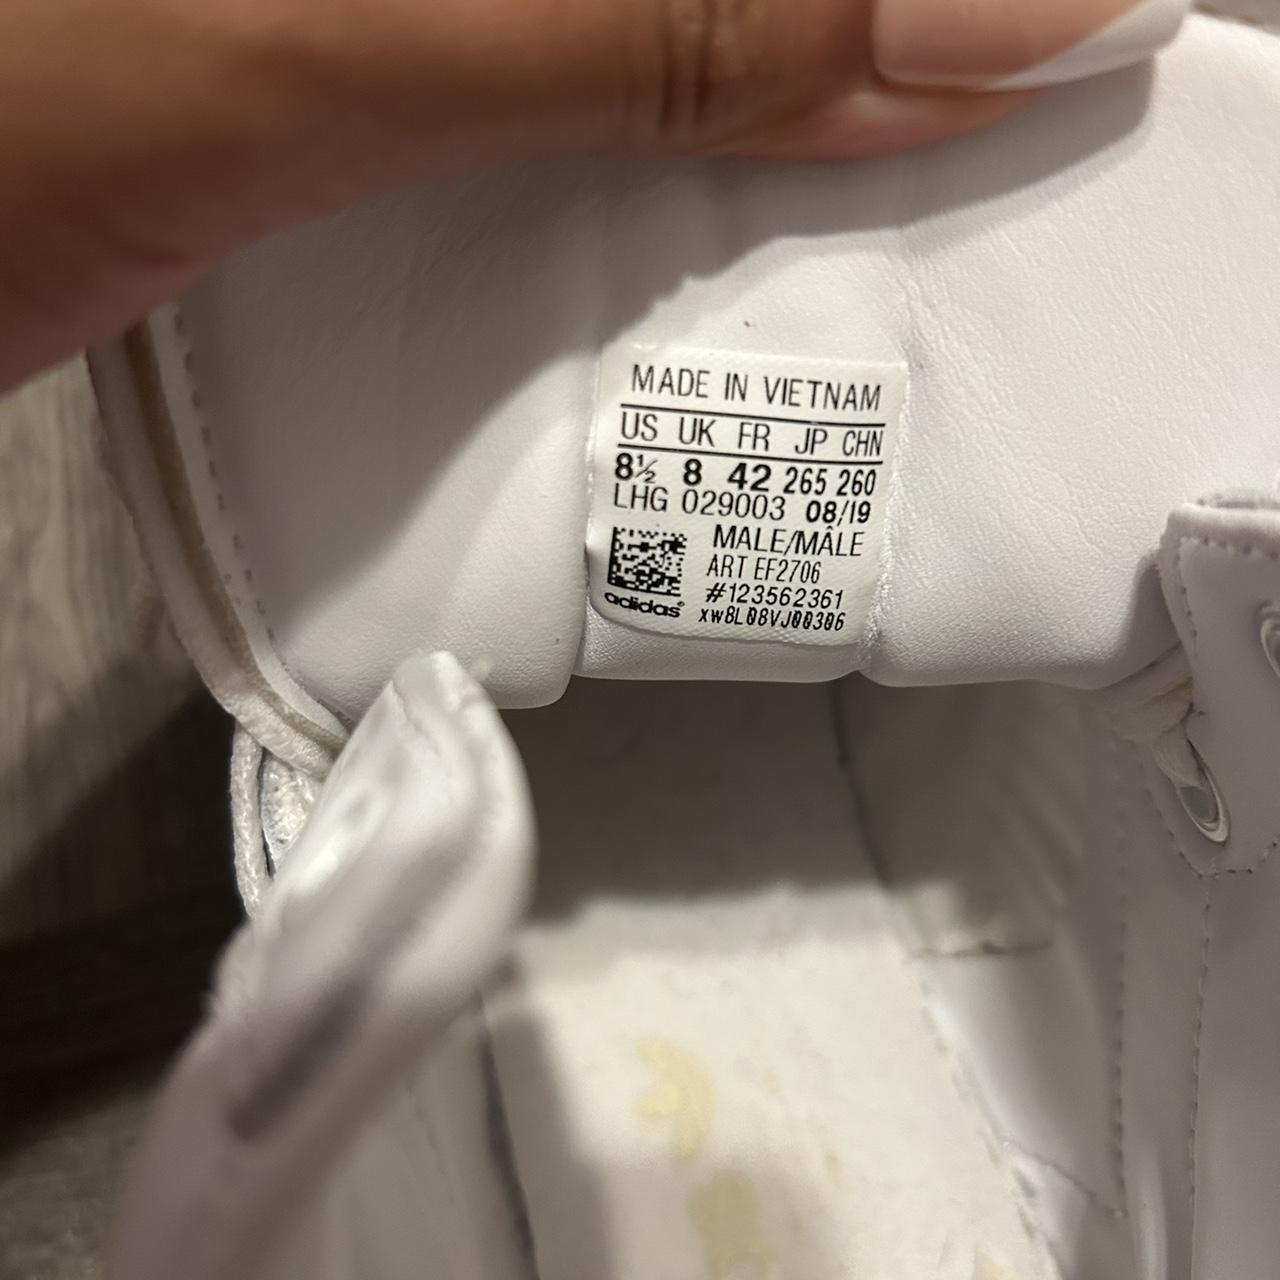 MADE IN VIETNAM
US UK FR JP CHN
8½ 8 42 265 260
LHG 029003 08/19
MALE/MÂLE
ART EF2706
#123562361
adidas® xw8L08VJ00306